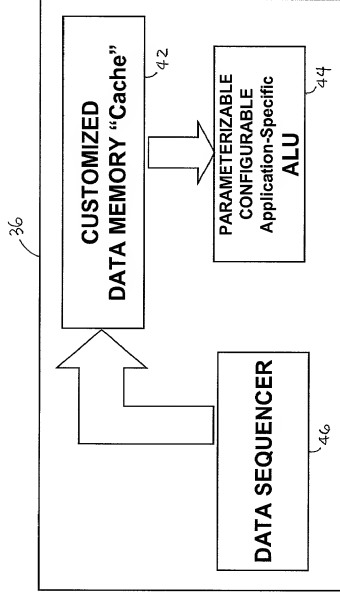 36
CUSTOMIZED
DATA MEMORY “Cache”
42
PARAMETERIZABLE
CONFIGURABLE
Application-Specific
ALU
44
DATA SEQUENCER
46